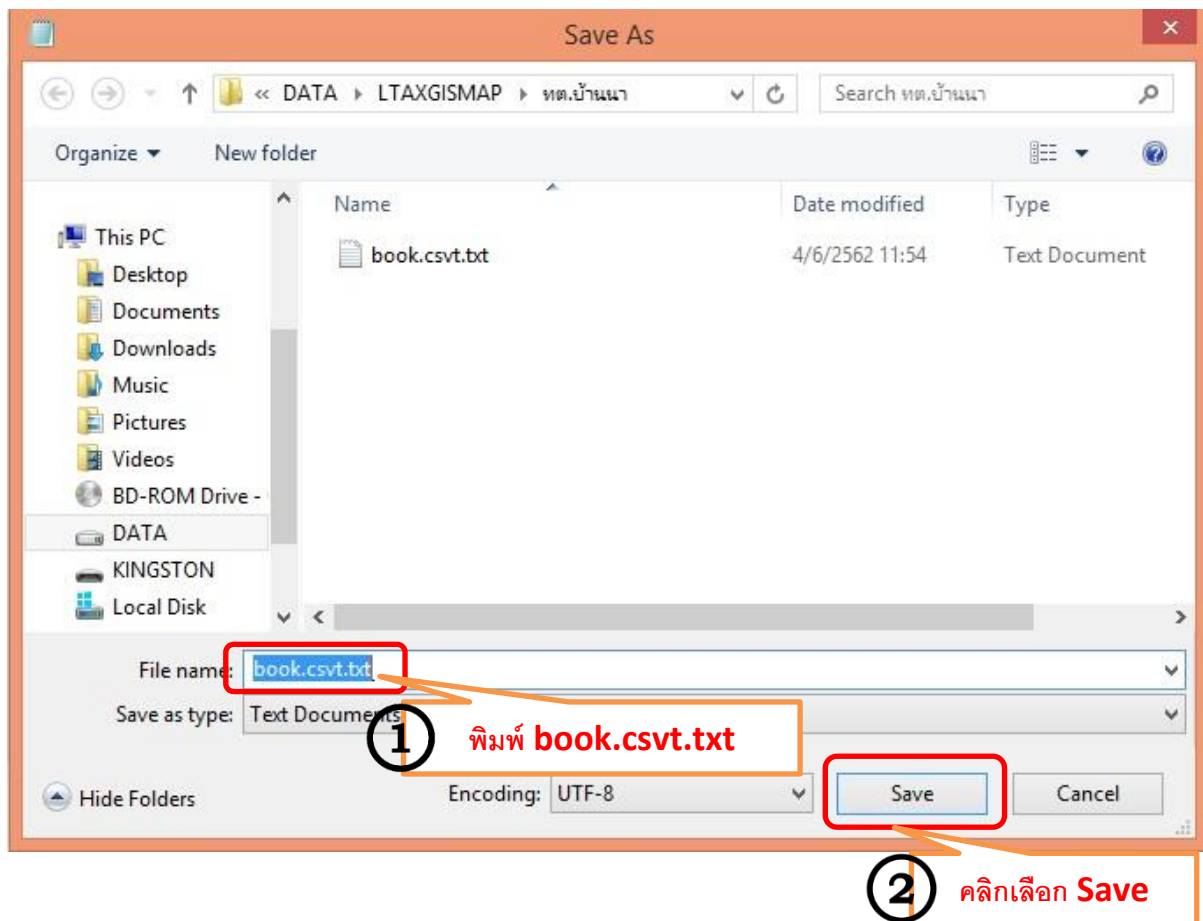 Save As
« DATA ▸ LTAXGISMAP ▸ ทต.บ้านนา
Search ทต.บ้านนา
Organize
New folder
Name
Date modified
Type
This PC
book.csvt.txt
4/6/2562 11:54
Text Document
Desktop
Documents
Downloads
Music
Pictures
Videos
BD-ROM Drive -
DATA
KINGSTON
Local Disk
File name: book.csvt.txt
Save as type: Text Documents
1 พิมพ์ book.csvt.txt
Hide Folders
Encoding: UTF-8
Save
Cancel
2 คลิกเลือก Save